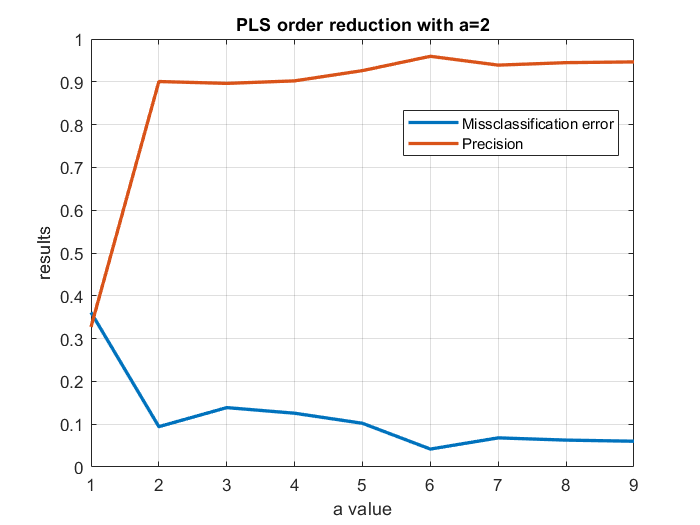 PLS order reduction with a=2
1
0.9
0.8
0.7
0.6
0.5
0.4
0.3
0.2
0.1
0
results
Missclassification error
Precision
1 2 3 4 5 6 7 8 9
a value